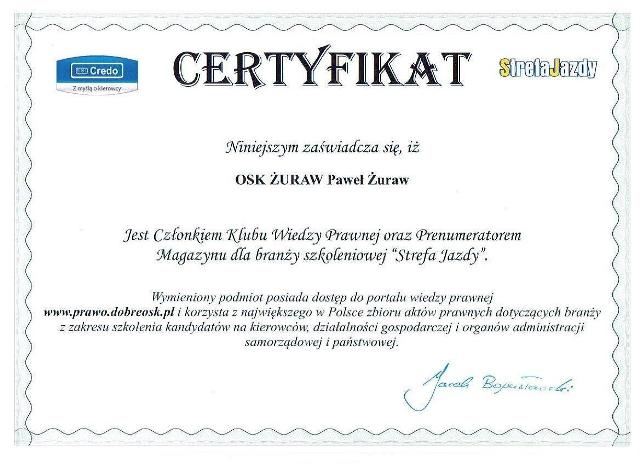 Credo
Z myślą o kierowcy
CERTYFIKAT
StrefaJazdy
Niniejszym zaświadcza się, iż
OSK ŻURAW Paweł Żuraw
Jest Członkiem Klubu Wiedzy Prawnej oraz Prenumeratorem
Magazynu dla branży szkoleniowej “Strefa Jazdy”.
Wymieniony podmiot posiada dostęp do portalu wiedzy prawnej
www.prawo.dobreosk.pl i korzysta z największego w Polsce zbioru aktów prawnych dotyczących branży
z zakresu szkolenia kandydatów na kierowców, działalności gospodarczej i organów administracji
samorządowej i państwowej.
Jacek